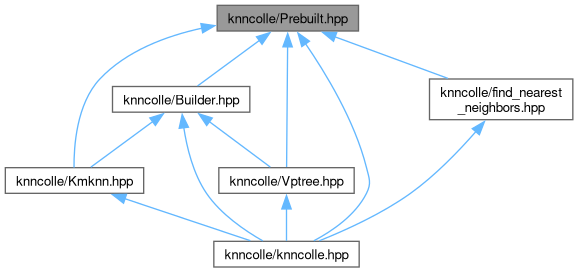 knncolle/Prebuilt.hpp
knncolle/Builder.hpp
knncolle/find_nearest
_neighbors.hpp
knncolle/Kmknn.hpp
knncolle/Vptree.hpp
knncolle/knncolle.hpp